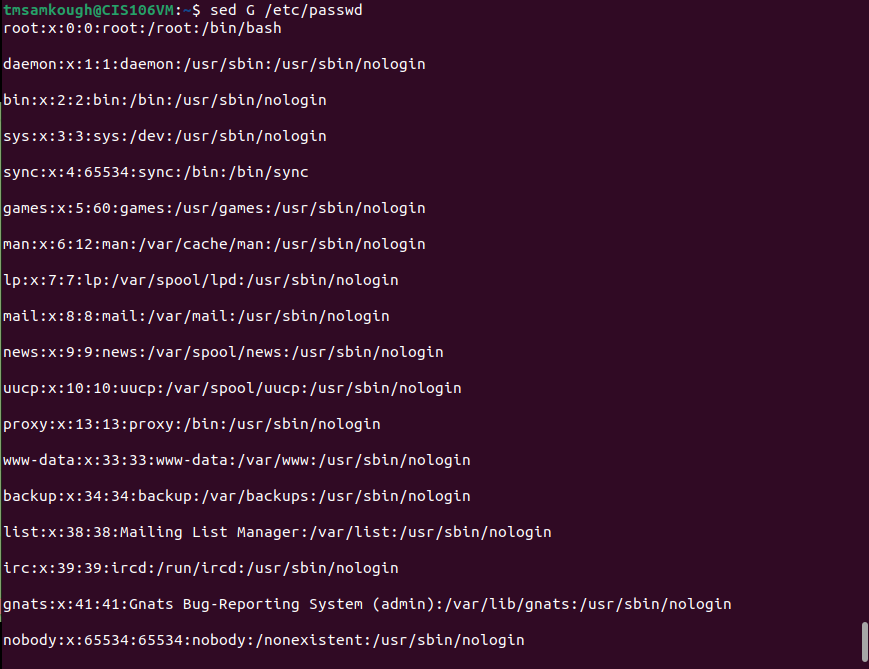 tmsamkough@CIS106VM:~$ sed G /etc/passwd
root:x:0:0:root:/root:/bin/bash
daemon:x:1:1:daemon:/usr/sbin:/usr/sbin/nologin
bin:x:2:2:bin:/bin:/usr/sbin/nologin
sys:x:3:3:sys:/dev:/usr/sbin/nologin
sync:x:4:65534:sync:/bin:/bin/sync
games:x:5:60:games:/usr/games:/usr/sbin/nologin
man:x:6:12:man:/var/cache/man:/usr/sbin/nologin
lp:x:7:7:lp:/var/spool/lpd:/usr/sbin/nologin
mail:x:8:8:mail:/var/mail:/usr/sbin/nologin
news:x:9:9:news:/var/spool/news:/usr/sbin/nologin
uucp:x:10:10:uucp:/var/spool/uucp:/usr/sbin/nologin
proxy:x:13:13:proxy:/bin:/usr/sbin/nologin
www-data:x:33:33:www-data:/var/www:/usr/sbin/nologin
backup:x:34:34:backup:/var/backups:/usr/sbin/nologin
list:x:38:38:Mailing List Manager:/var/list:/usr/sbin/nologin
irc:x:39:39:ircd:/run/ircd:/usr/sbin/nologin
gnats:x:41:41:Gnats Bug-Reporting System (admin):/var/lib/gnats:/usr/sbin/nologin
nobody:x:65534:65534:nobody:/nonexistent:/usr/sbin/nologin